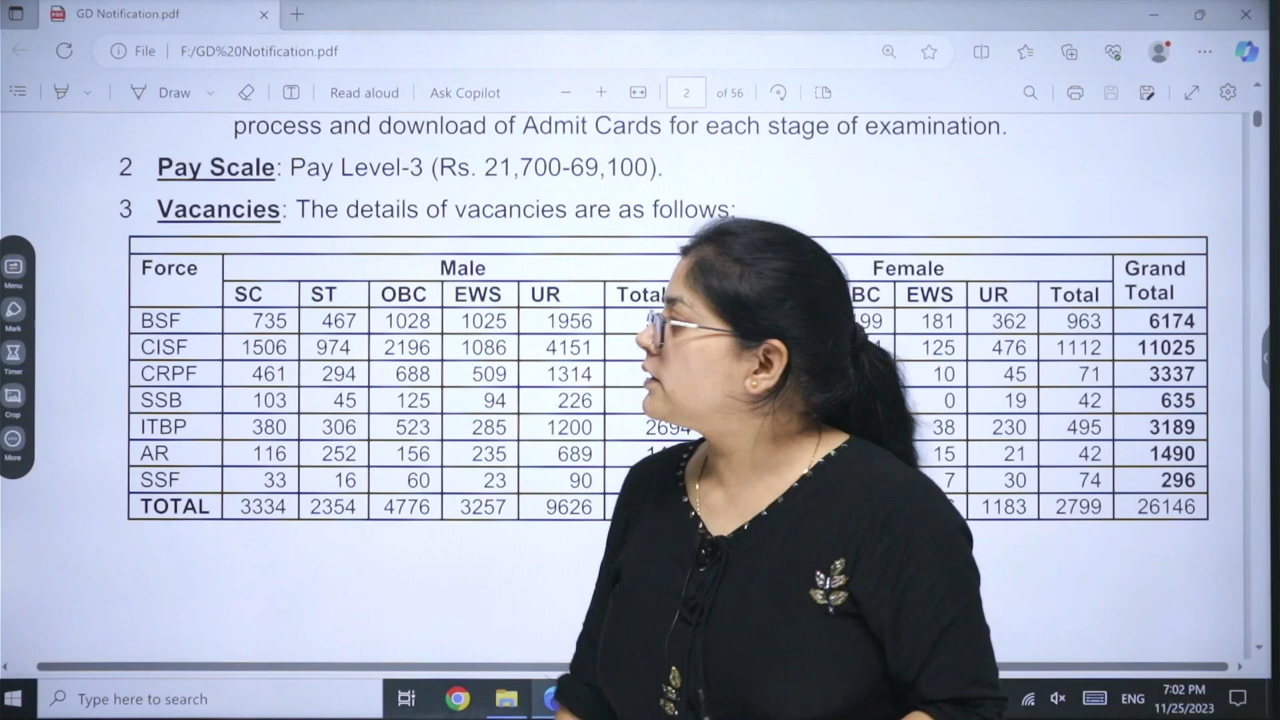 GD Notification.pdf
File F:/GD%20Notification.pdf
Draw Read aloud Ask Copilot 2 of 56
process and download of Admit Cards for each stage of examination.
2 Pay Scale: Pay Level-3 (Rs. 21,700-69,100).
3 Vacancies: The details of vacancies are as follows:
Force Male Female Grand Total
SC ST OBC EWS UR Total EWS UR Total
BSF 735 467 1028 1025 1956 181 362 963 6174
CISF 1506 974 2196 1086 4151 125 476 1112 11025
CRPF 461 294 688 509 1314 10 45 71 3337
SSB 103 45 125 94 226 0 19 42 635
ITBP 380 306 523 285 1200 2694 38 230 495 3189
AR 116 252 156 235 689 15 21 42 1490
SSF 33 16 60 23 90 7 30 74 296
TOTAL 3334 2354 4776 3257 9626 1183 2799 26146
Menu
Mark
Timer
Crop
More
Type here to search
ENG
7:02 PM
11/25/2023